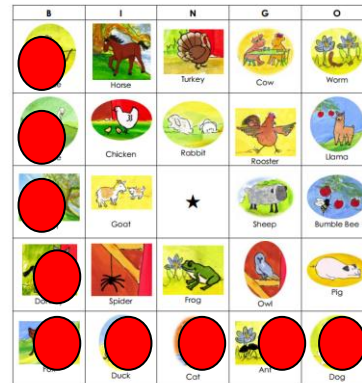 B I N G O
Horse Turkey Cow Worm
Chicken Rabbit Rooster Llama
Goat Sheep Bumble Bee
Spider Frog Owl Pig
Duck Cat Ant Dog